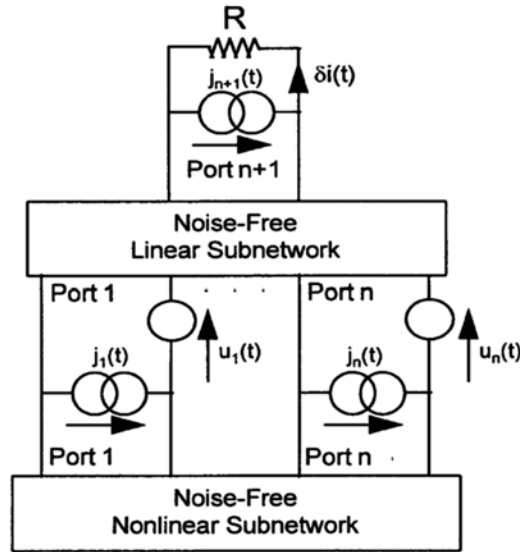 R
j_{n+1}(t)
δi(t)
Port n+1
Noise-Free
Linear Subnetwork
Port 1
. . .
Port n
j_1(t)
u_1(t)
j_n(t)
u_n(t)
Port 1
Port n
Noise-Free
Nonlinear Subnetwork